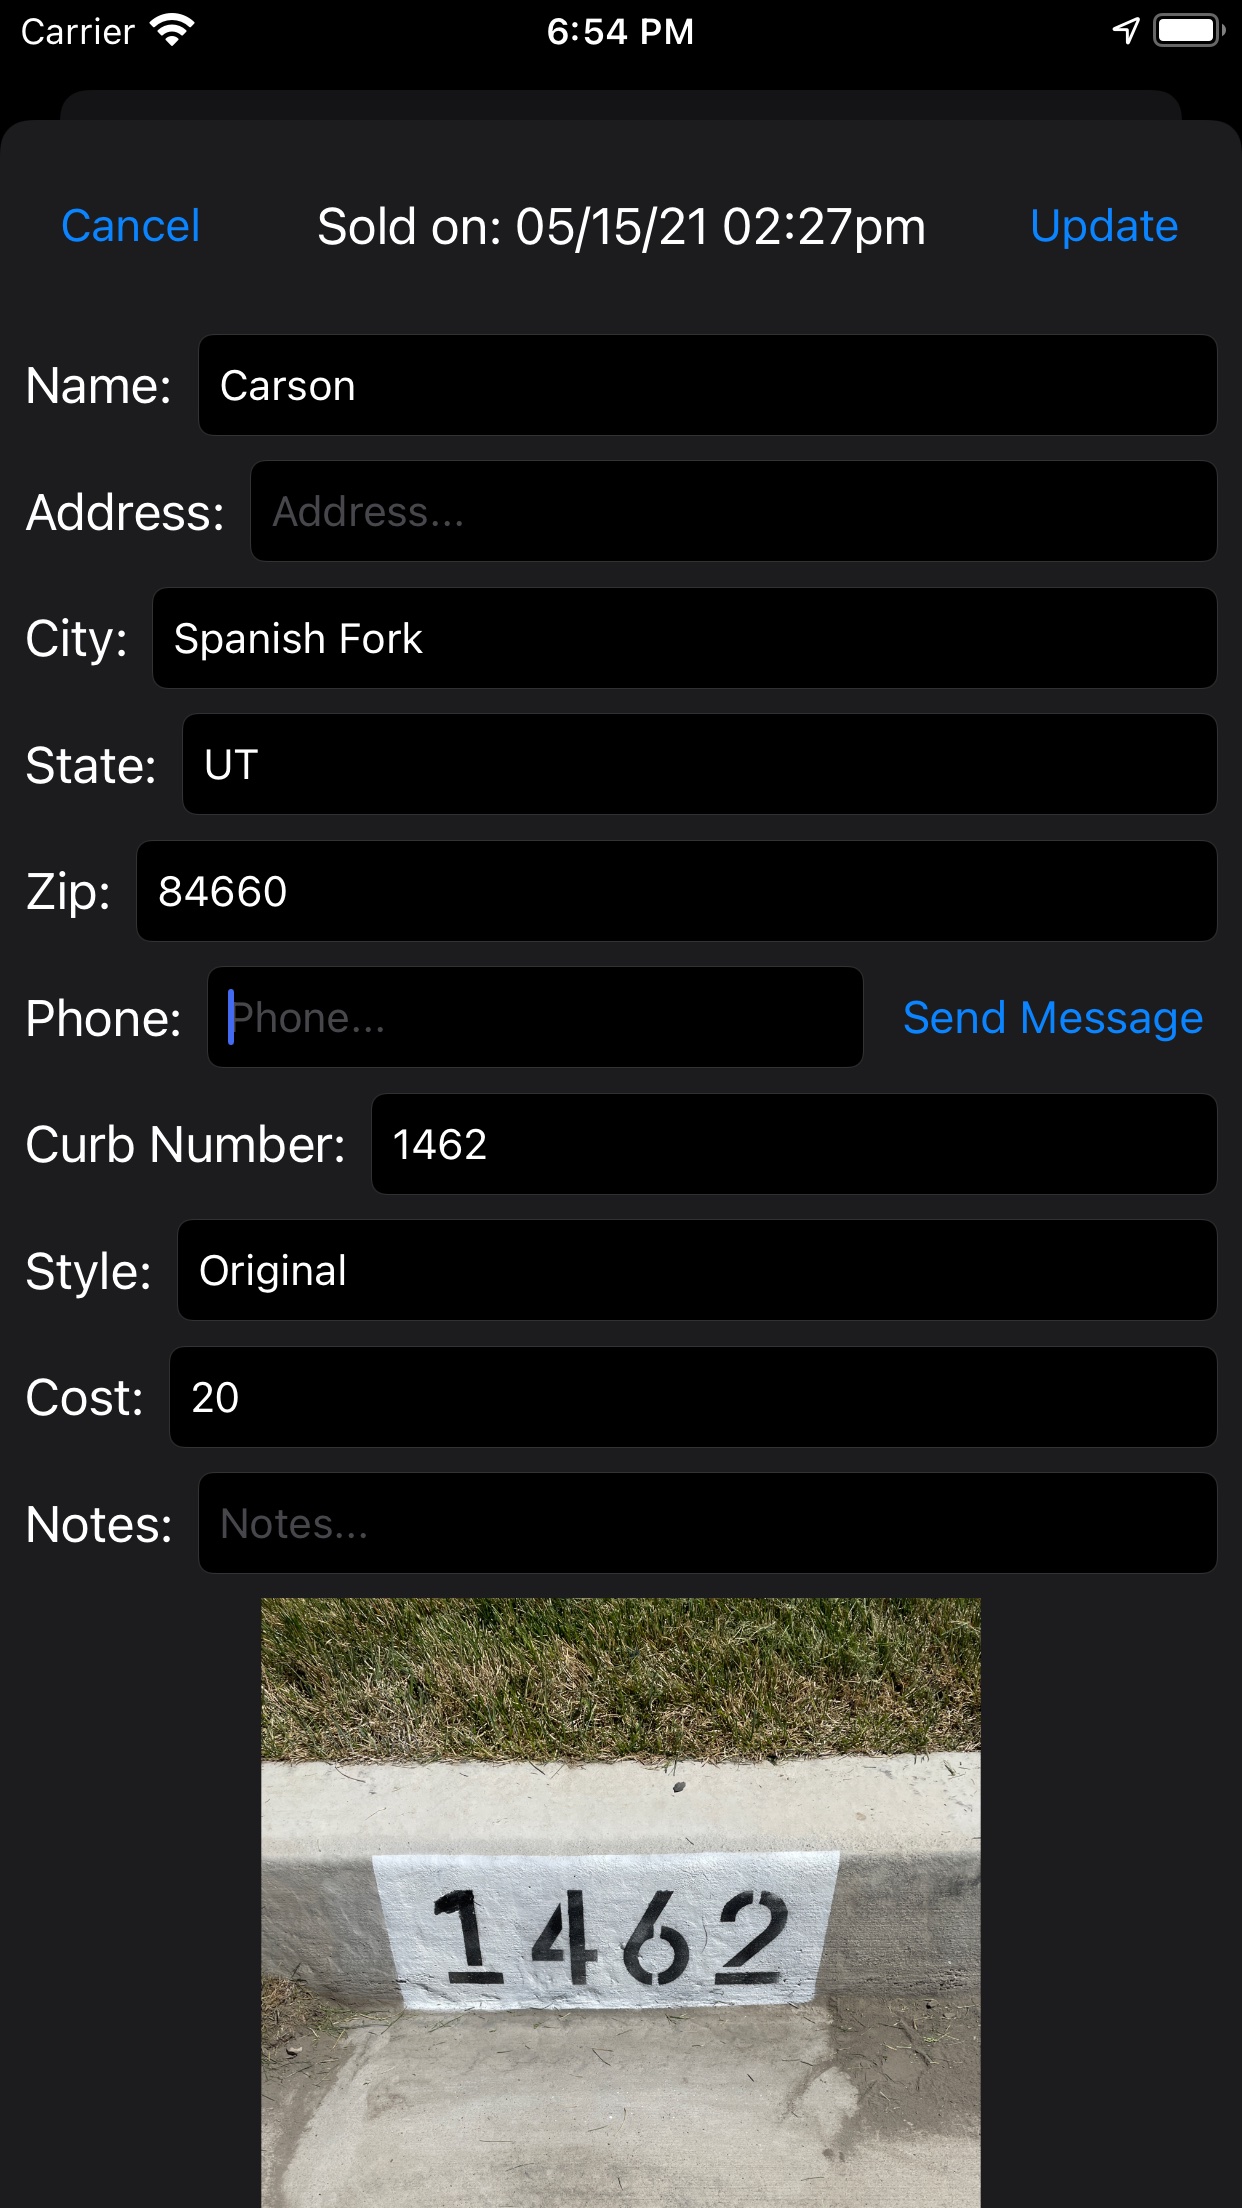 Carrier 6:54 PM
Cancel Sold on: 05/15/21 02:27pm Update
Name: Carson
Address: Address...
City: Spanish Fork
State: UT
Zip: 84660
Phone: Phone... Send Message
Curb Number: 1462
Style: Original
Cost: 20
Notes: Notes...
1462